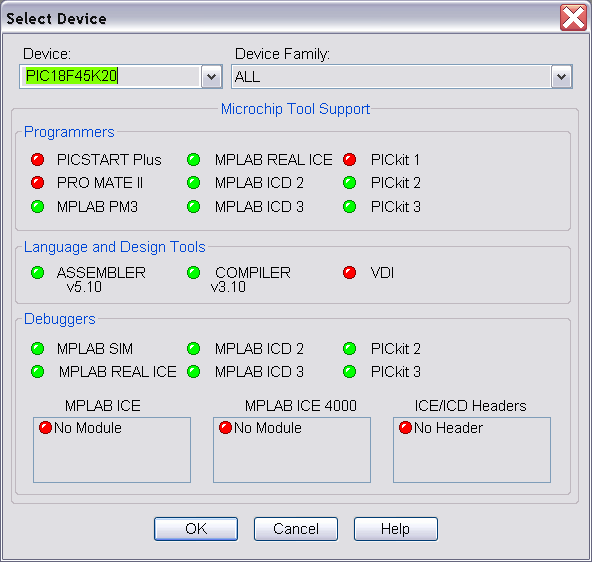 Select Device
Device: Device Family:
PIC18F45K20 ALL
Microchip Tool Support
Programmers
PICSTART Plus MPLAB REAL ICE PICkit 1
PRO MATE II MPLAB ICD 2 PICkit 2
MPLAB PM3 MPLAB ICD 3 PICkit 3
Language and Design Tools
ASSEMBLER COMPILER VDI
v5.10 v3.10
Debuggers
MPLAB SIM MPLAB ICD 2 PICkit 2
MPLAB REAL ICE MPLAB ICD 3 PICkit 3
MPLAB ICE MPLAB ICE 4000 ICE/ICD Headers
No Module No Module No Header
OK Cancel Help